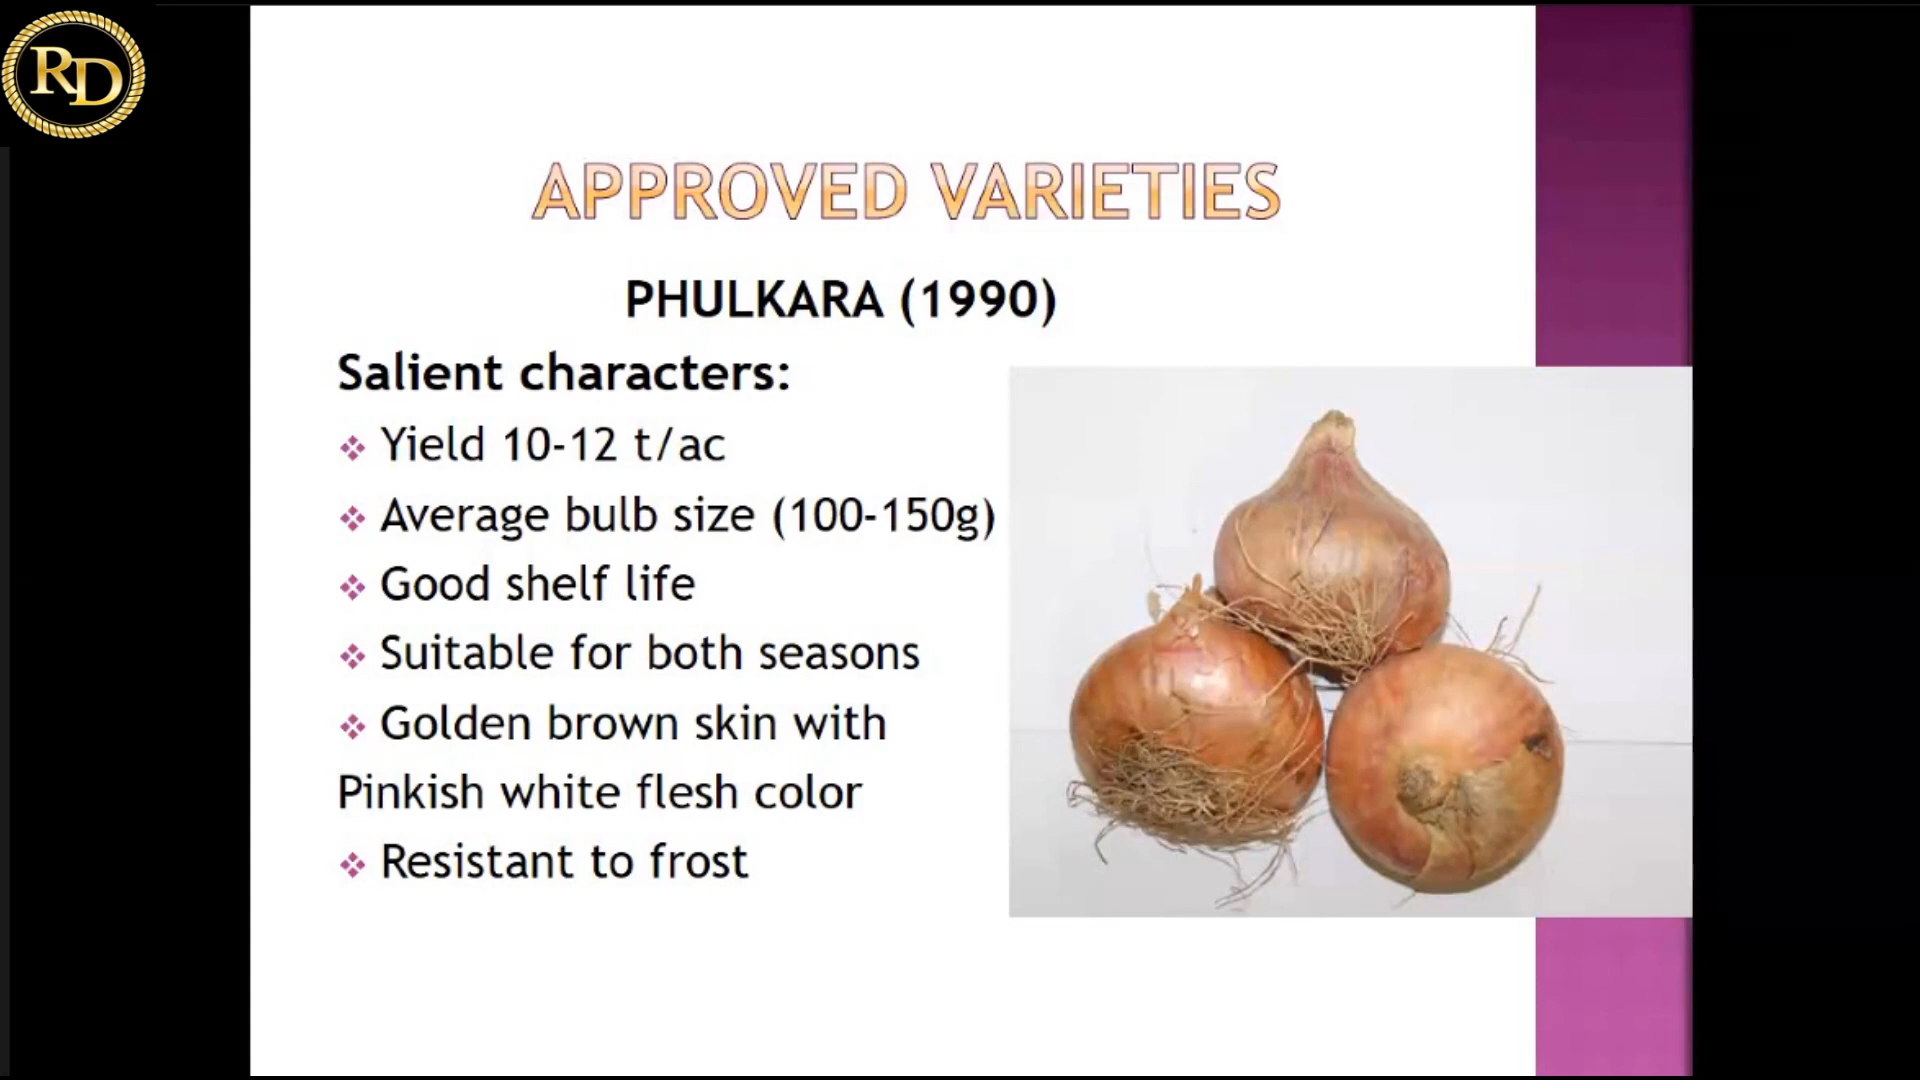 RD
APPROVED VARIETIES
PHULKARA (1990)
Salient characters:
❖ Yield 10-12 t/ac
❖ Average bulb size (100-150g)
❖ Good shelf life
❖ Suitable for both seasons
❖ Golden brown skin with
Pinkish white flesh color
❖ Resistant to frost